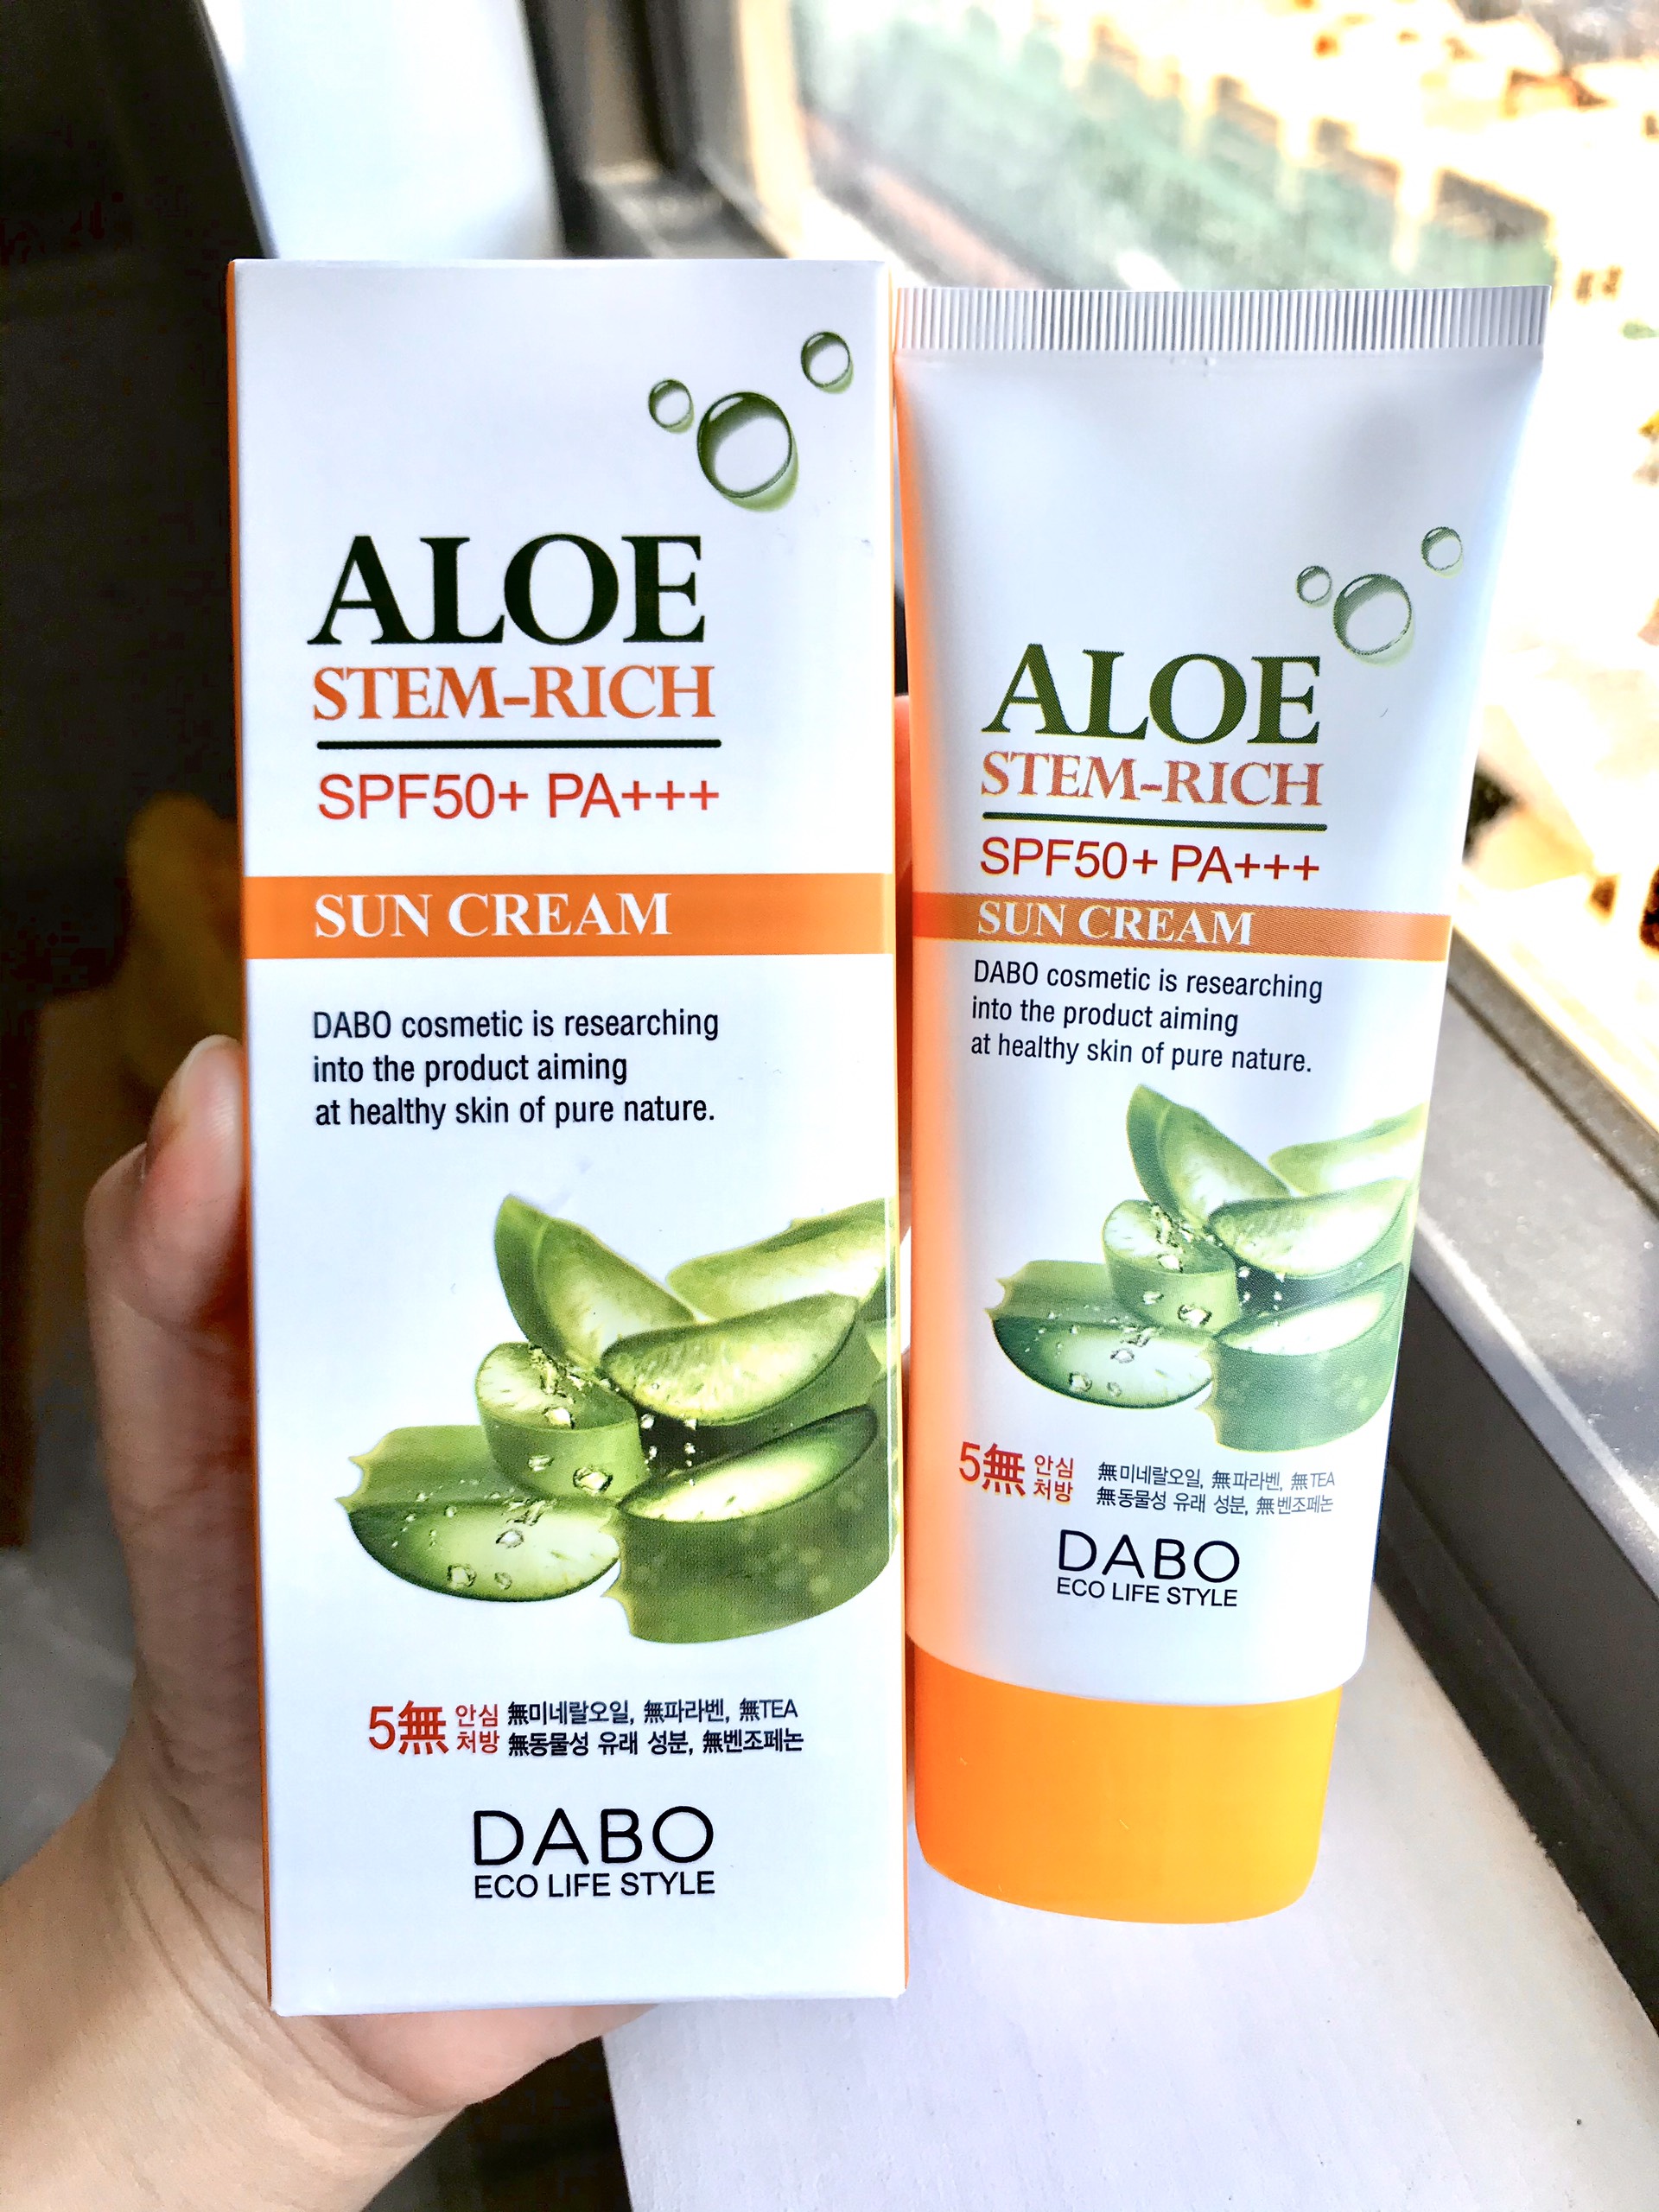 ALOE
STEM-RICH
SPF50+ PA+++
SUN CREAM
DABO cosmetic is researching
into the product aiming
at healthy skin of pure nature.
5無 안심 無미네랄오일, 無파라벤, 無TEA
처방 無동물성 유래 성분, 無벤조페논
DABO
ECO LIFE STYLE
ALOE
STEM-RICH
SPF50+ PA+++
SUN CREAM
DABO cosmetic is researching
into the product aiming
at healthy skin of pure nature.
5無 안심 無미네랄오일, 無파라벤, 無TEA
처방 無동물성 유래 성분, 無벤조페논
DABO
ECO LIFE STYLE